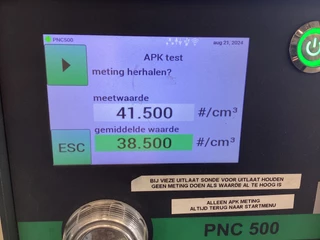 PNC500
aug 21, 2024
APK test
meting herhalen?
meetwaarde
41.500 #/cm³
gemiddelde waarde
ESC
38.500 #/cm³
BIJ VIEZE UITLAAT SONDE VOOR UITLAAT HOUDEN
GEEN METING DOEN ALS WAARDE AL TE HOOG IS
ALLEEN APK METING
ALTIJD TERUG NAAR STARTMENU
PNC 500